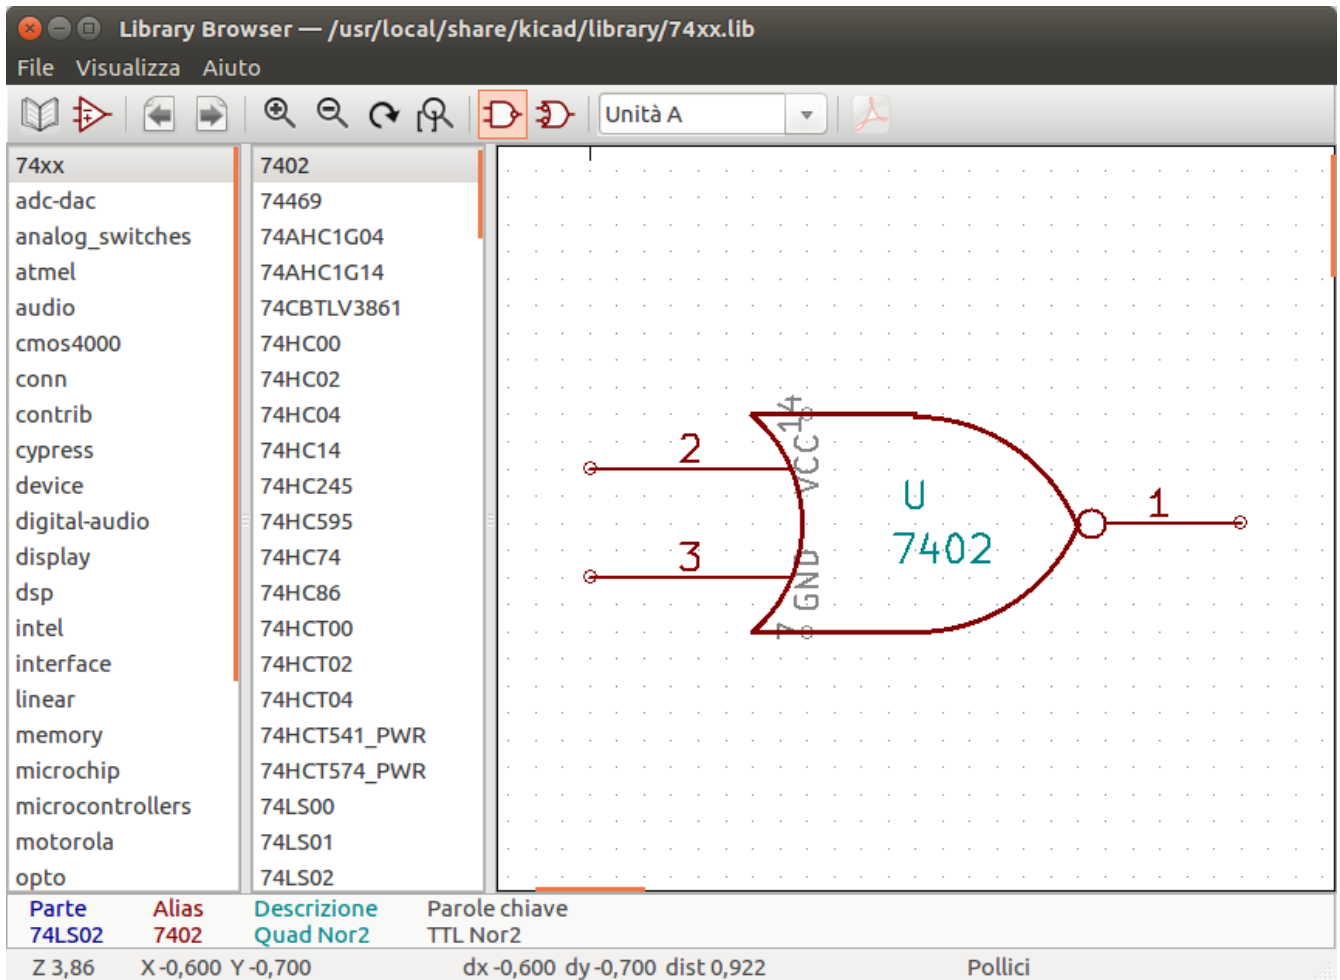 Library Browser — /usr/local/share/kicad/library/74xx.lib
File Visualizza Aiuto
Unità A
74xx
adc-dac
analog_switches
atmel
audio
cmos4000
conn
contrib
cypress
device
digital-audio
display
dsp
intel
interface
linear
memory
microchip
microcontrollers
motorola
opto
7402
74469
74AHC1G04
74AHC1G14
74CBTLV3861
74HC00
74HC02
74HC04
74HC14
74HC245
74HC595
74HC74
74HC86
74HCT00
74HCT02
74HCT04
74HCT541_PWR
74HCT574_PWR
74LS00
74LS01
74LS02
14
VCC
2
U
1
7402
3
GND
7
Parte Alias Descrizione Parole chiave
74LS02 7402 Quad Nor2 TTL Nor2
Z 3,86 X -0,600 Y -0,700 dx -0,600 dy -0,700 dist 0,922 Pollici